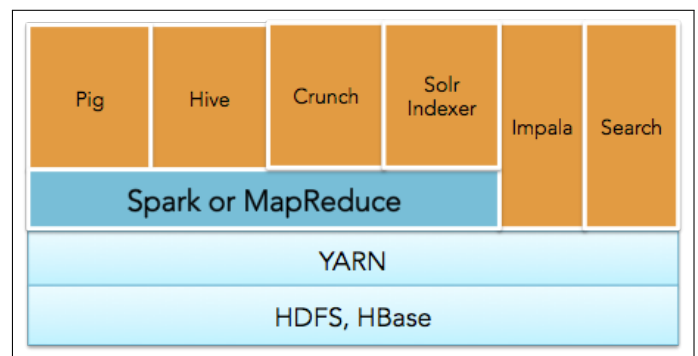 Pig
Hive
Crunch
Solr
Indexer
Impala
Search
Spark or MapReduce
YARN
HDFS, HBase